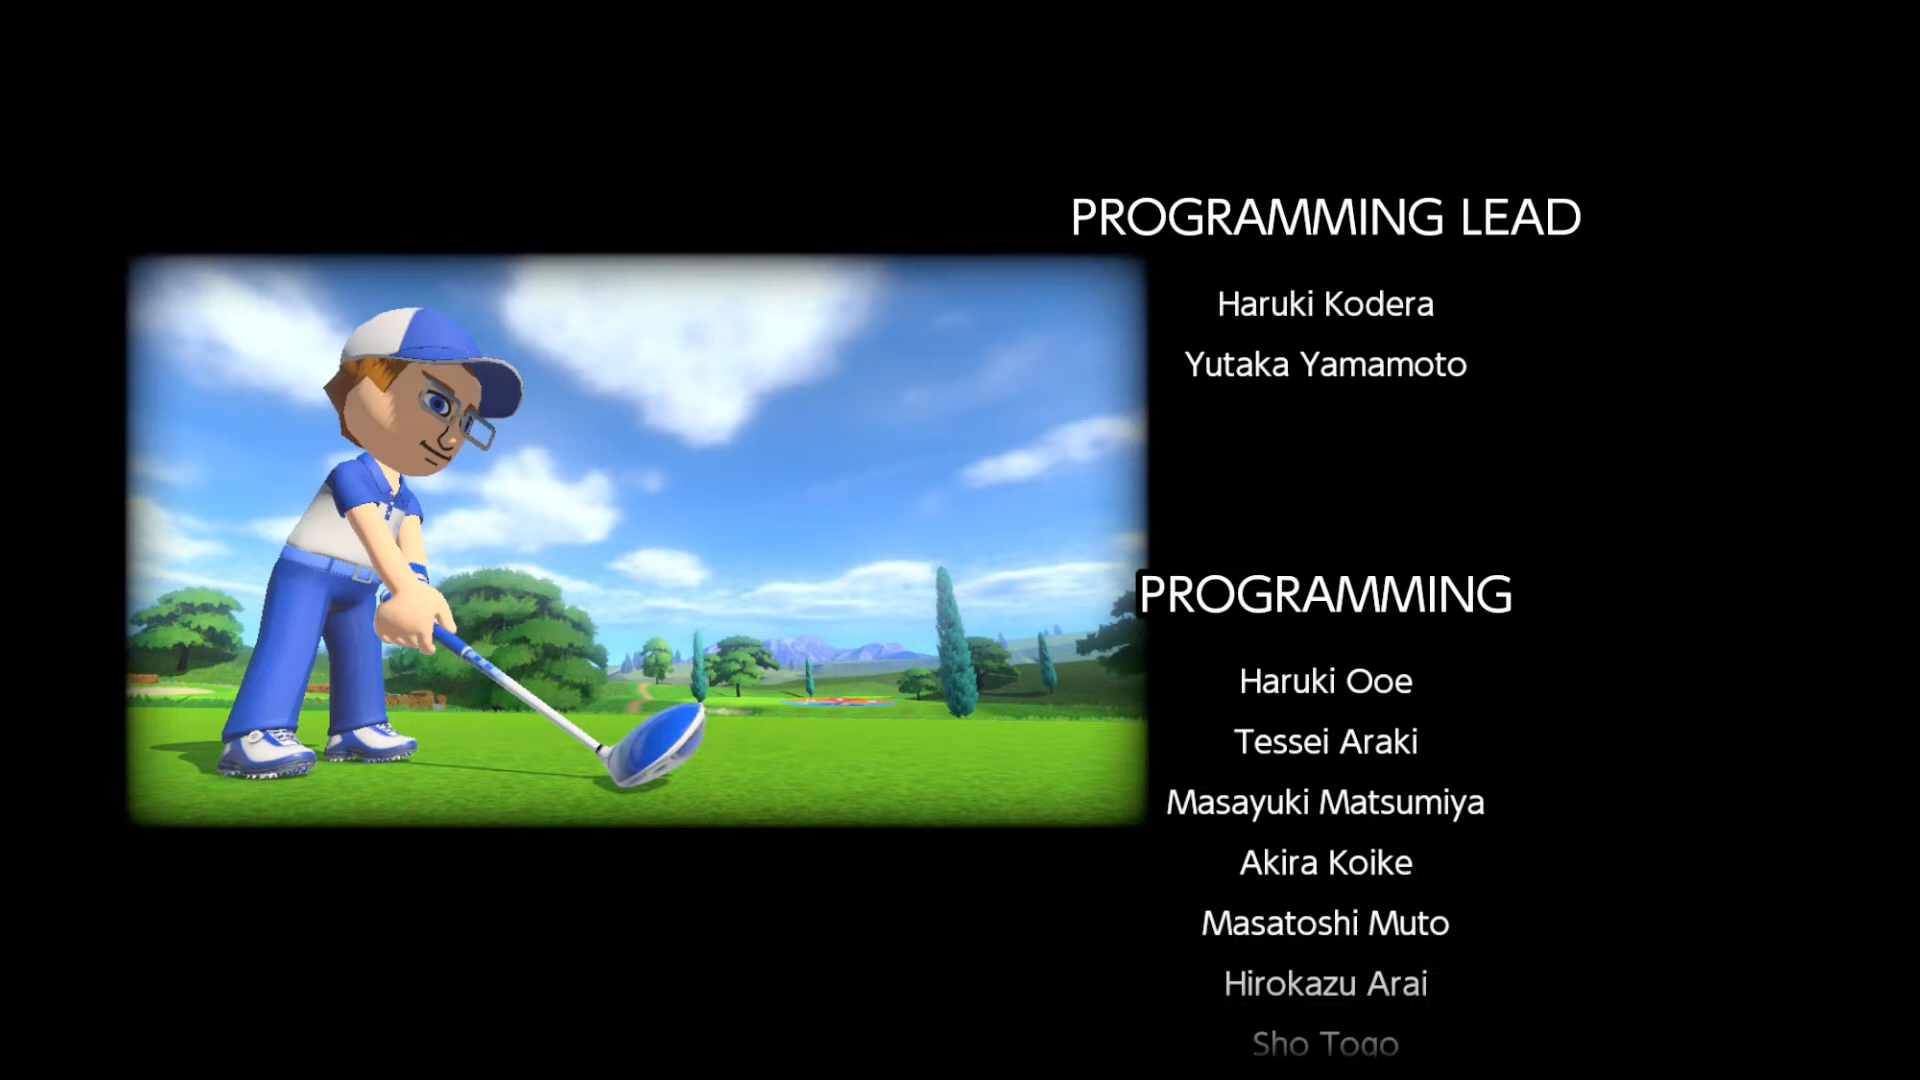 PROGRAMMING LEAD
Haruki Kodera
Yutaka Yamamoto
PROGRAMMING
Haruki Ooe
Tessei Araki
Masayuki Matsumiya
Akira Koike
Masatoshi Muto
Hirokazu Arai
Sho Togo